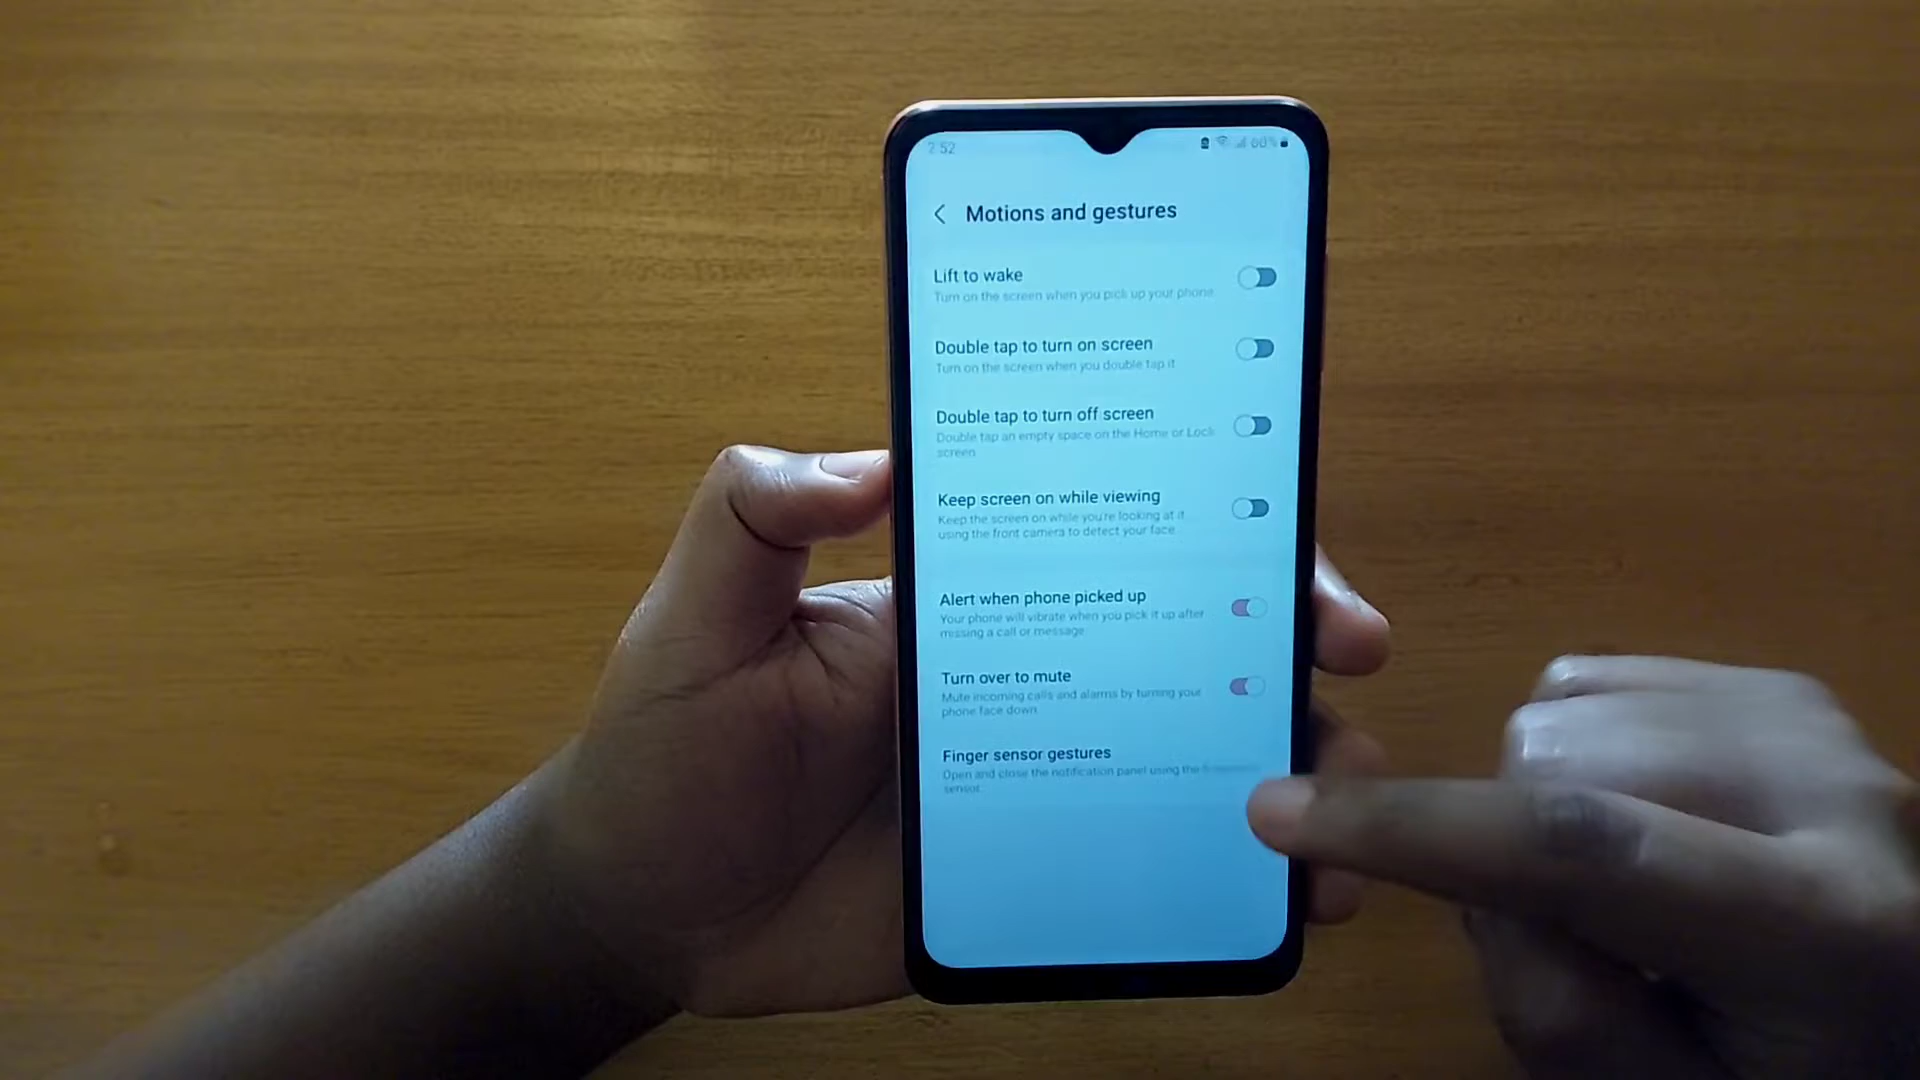 2:52
Motions and gestures
Lift to wake
Turn on the screen when you pick up your phone
Double tap to turn on screen
Turn on the screen when you double tap it
Double tap to turn off screen
Double tap an empty space on the Home or Lock
screen
Keep screen on while viewing
Keep the screen on while you're looking at it
using the front camera to detect your face
Alert when phone picked up
Your phone will vibrate when you pick it up after
missing a call or message
Turn over to mute
Mute incoming calls and alarms by turning your
phone face down
Finger sensor gestures
Open and close the notification panel using the
sensor